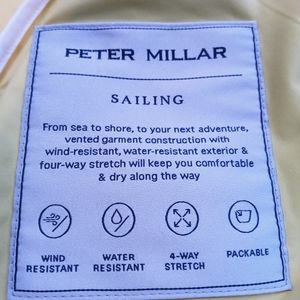 PETER MILLAR
SAILING
From sea to shore, to your next adventure,
vented garment construction with
wind-resistant, water-resistant exterior &
four-way stretch will keep you comfortable
& dry along the way
WIND RESISTANT
WATER RESISTANT
4-WAY STRETCH
PACKABLE